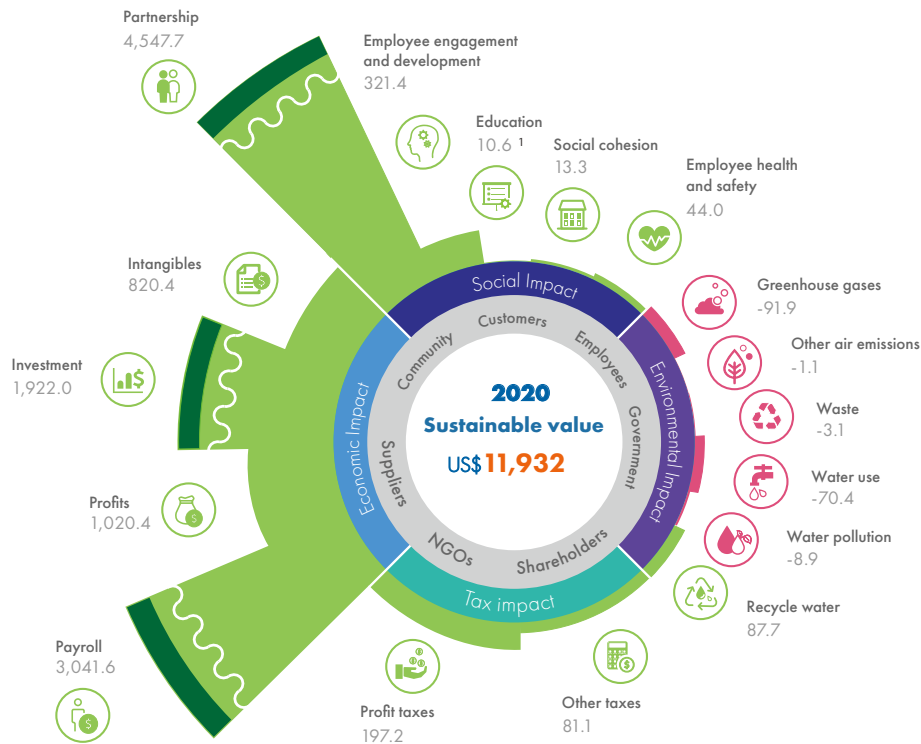 Partnership
4,547.7
Employee engagement
and development
321.4
Education
10.6 ¹
Social cohesion
13.3
Employee health
and safety
44.0
Intangibles
820.4
Greenhouse gases
-91.9
Investment
1,922.0
Other air emissions
-1.1
Waste
-3.1
Profits
1,020.4
Water use
-70.4
Water pollution
-8.9
Recycle water
87.7
Payroll
3,041.6
Profit taxes
197.2
Other taxes
81.1
Social Impact
Environmental Impact
Tax impact
Economic Impact
Community
Customers
Employees
Government
Shareholders
NGOs
Suppliers
2020
Sustainable value
US$ 11,932
$
$
$
$
$
$
$
$
$